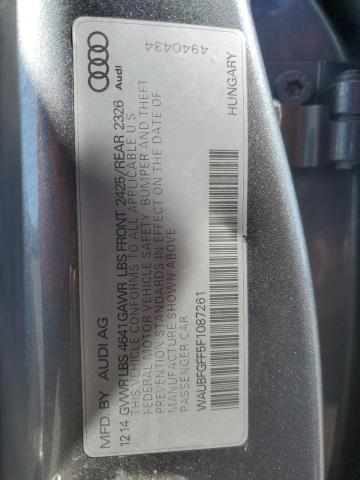 MFD. BY AUDI AG
12.14 GVWR LBS 4641 GAWR LBS FRONT 2425/REAR 2326
THIS VEHICLE CONFORMS TO ALL APPLICABLE U.S.
FEDERAL MOTOR VEHICLE SAFETY, BUMPER AND THEFT
PREVENTION STANDARDS IN EFFECT ON THE DATE OF
MANUFACTURE SHOWN ABOVE
PASSENGER CAR
WAUBFGFF5F1087261
HUNGARY
Audi
4940434